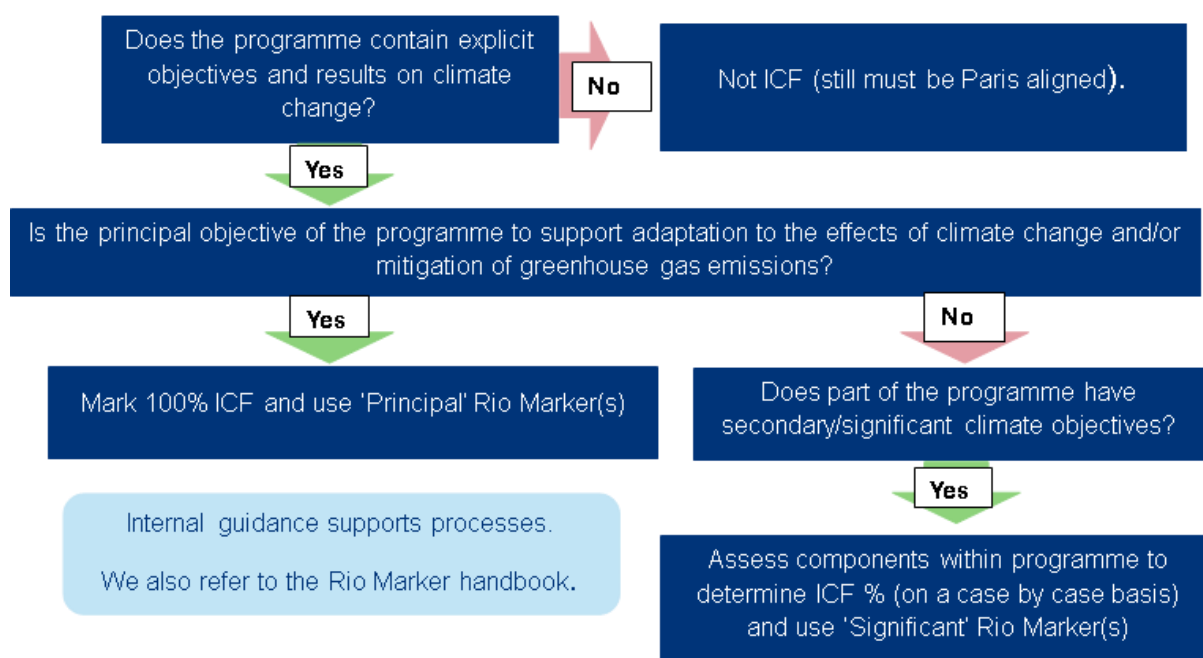 Does the programme contain explicit
objectives and results on climate
change?
No
Not ICF (still must be Paris aligned).
Yes
Is the principal objective of the programme to support adaptation to the effects of climate change and/or
mitigation of greenhouse gas emissions?
Yes
No
Mark 100% ICF and use 'Principal' Rio Marker(s)
Does part of the programme have
secondary/significant climate objectives?
Yes
Internal guidance supports processes.
We also refer to the Rio Marker handbook.
Assess components within programme to
determine ICF % (on a case by case basis)
and use 'Significant' Rio Marker(s)